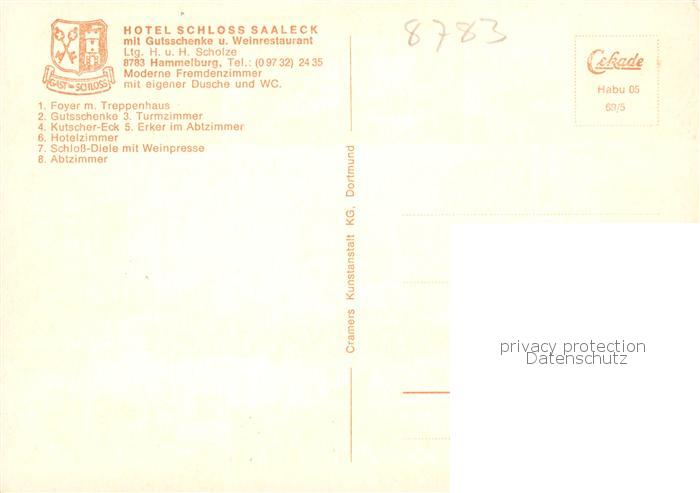 HOTEL SCHLOSS SAALECK
mit Gutsschenke u. Weinrestaurant
Ltg. H. u. H. Scholze
8783 Hammelburg, Tel.: (0 97 32) 24 35
Moderne Fremdenzimmer
mit eigener Dusche und WC.
GAST IM SCHLOSS
1. Foyer m. Treppenhaus
2. Gutsschenke 3. Turmzimmer
4. Kutscher-Eck 5. Erker im Abtzimmer
6. Hotelzimmer
7. Schloß-Diele mit Weinpresse
8. Abtzimmer
8783
Cekade
Habu 05
69/5
Cramers Kunstanstalt KG, Dortmund
privacy protection
Datenschutz